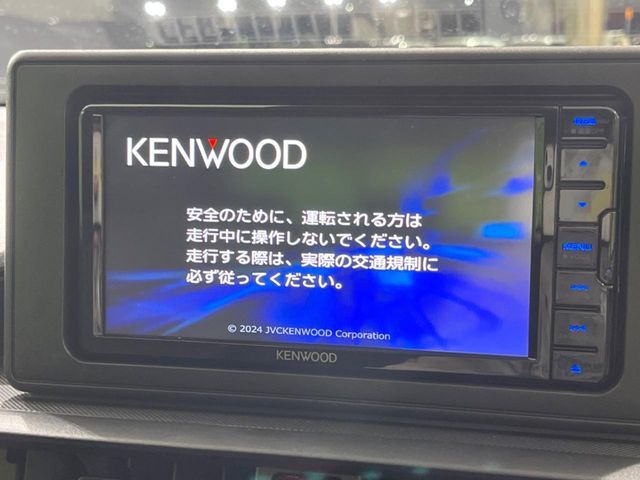 KENWOOD
安全のために、運転される方は
走行中に操作しないでください。
走行する際は、実際の交通規制に
必ず従ってください。
© 2024 JVCKENWOOD Corporation
KENWOOD